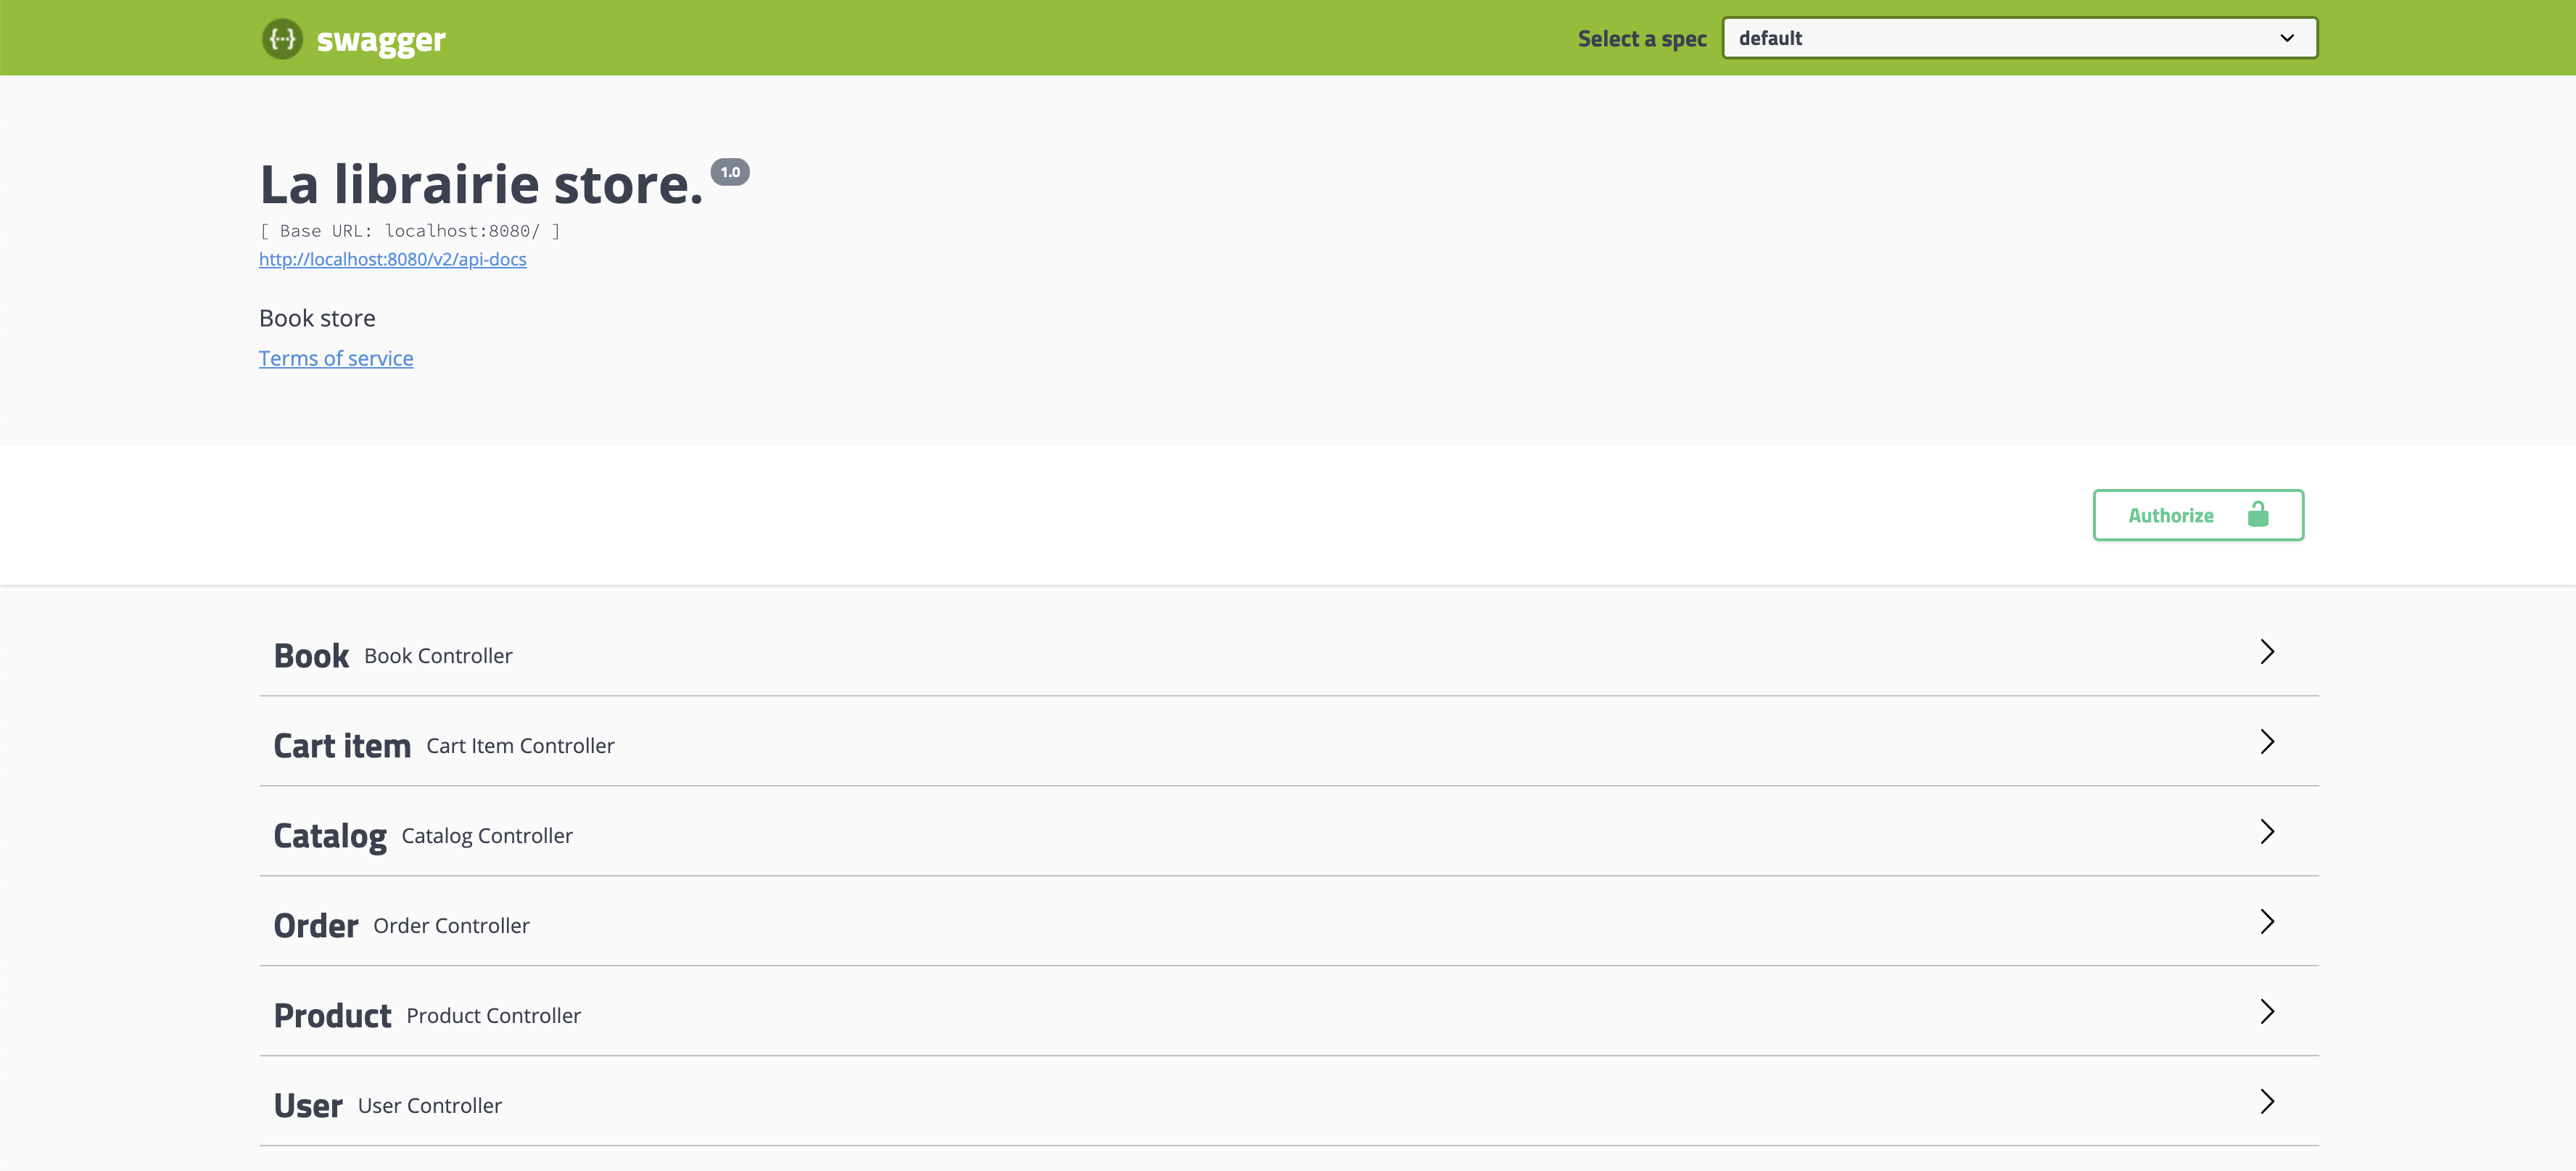 {···} swagger
Select a spec
default
La librairie store. 1.0
[ Base URL: localhost:8080/ ]
http://localhost:8080/v2/api-docs
Book store
Terms of service
Authorize
Book Book Controller
Cart item Cart Item Controller
Catalog Catalog Controller
Order Order Controller
Product Product Controller
User User Controller